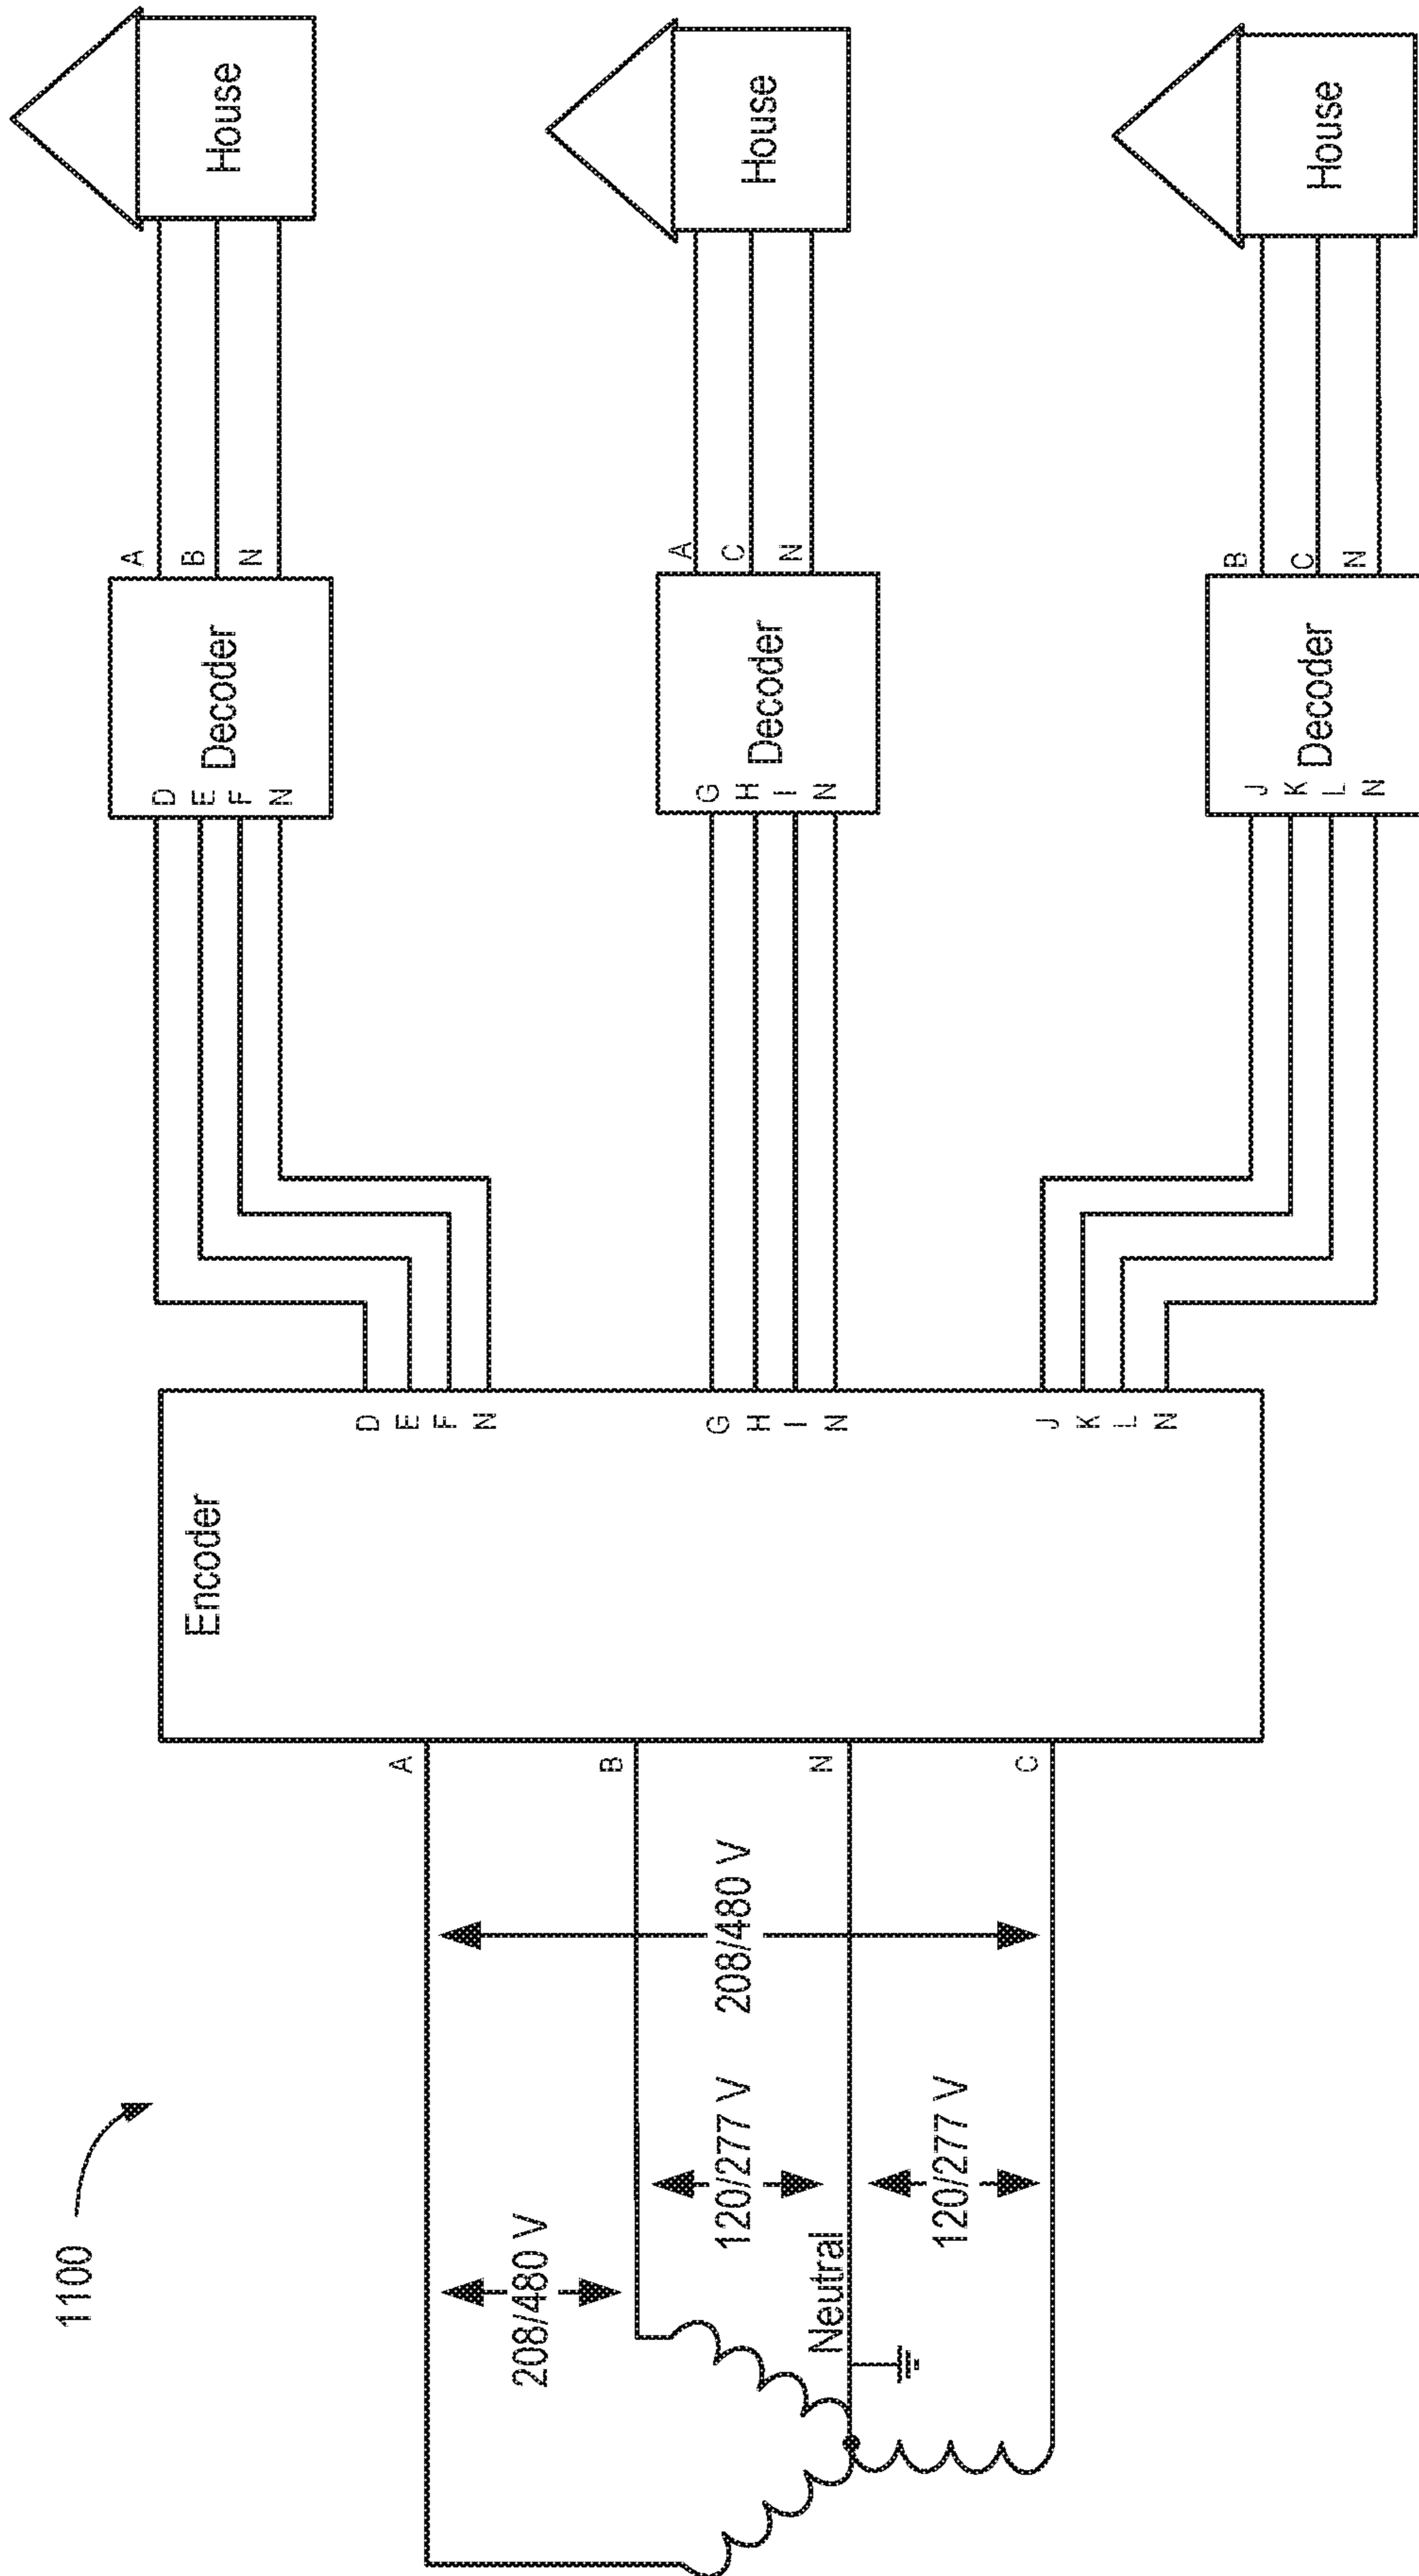 1100
208/480 V
120/277 V
208/480 V
120/277 V
Neutral
A
B
N
C
Encoder
D
E
F
N
G
H
I
N
J
K
L
N
D
E
F
N
Decoder
A
B
N
House
G
H
I
N
Decoder
A
C
N
House
J
K
L
N
Decoder
B
C
N
House